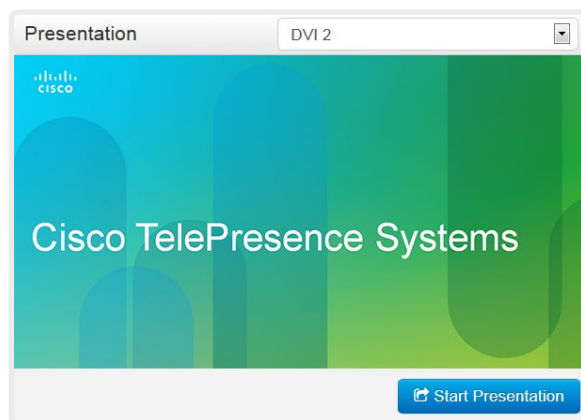 Presentation
DVI 2
CISCO
Cisco TelePresence Systems
Start Presentation